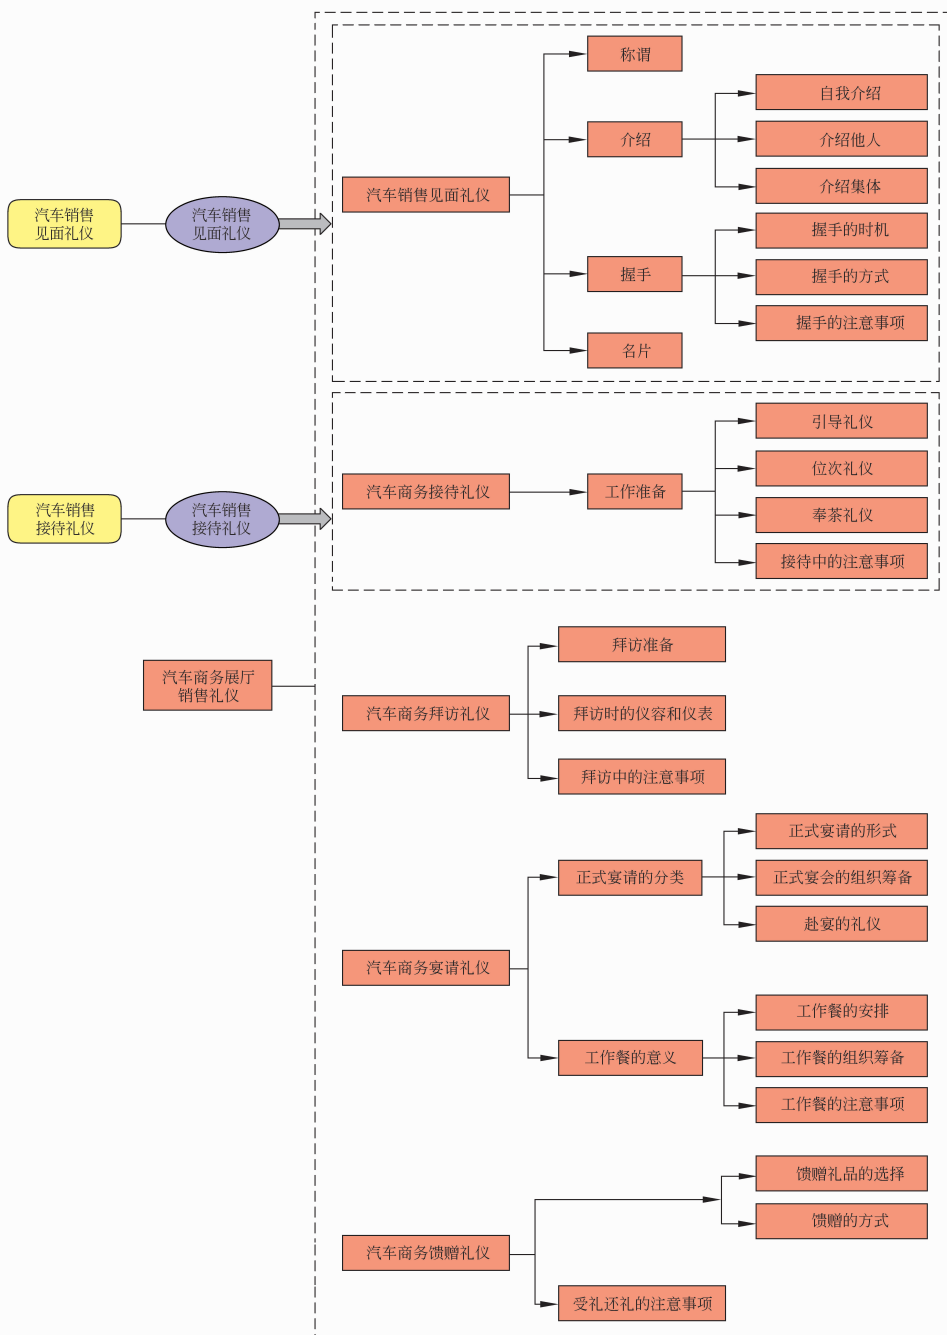 称谓
自我介绍
介绍
介绍他人
介绍集体
汽车销售见面礼仪
汽车销售
见面礼仪
汽车销售
见面礼仪
握手的时机
握手
握手的方式
握手的注意事项
名片
引导礼仪
位次礼仪
汽车商务接待礼仪
工作准备
奉茶礼仪
接待中的注意事项
汽车销售
接待礼仪
汽车销售
接待礼仪
汽车商务展厅
销售礼仪
拜访准备
汽车商务拜访礼仪
拜访时的仪容和仪表
拜访中的注意事项
正式宴请的形式
正式宴请的分类
正式宴会的组织筹备
赴宴的礼仪
汽车商务宴请礼仪
工作餐的安排
工作餐的意义
工作餐的组织筹备
工作餐的注意事项
馈赠礼品的选择
馈赠的方式
汽车商务馈赠礼仪
受礼还礼的注意事项